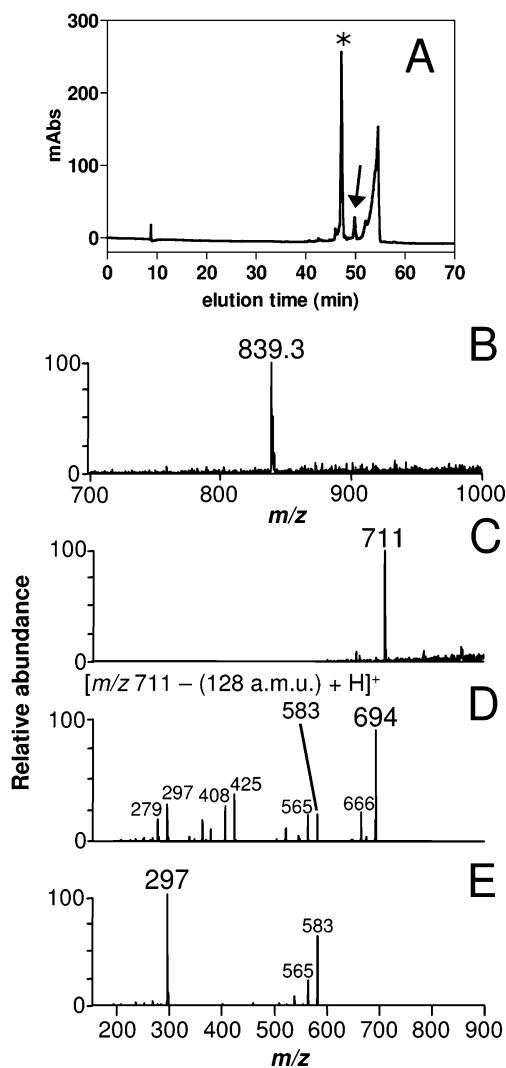 300
*
A
200
mAbs
100
0
0 10 20 30 40 50 60 70
elution time (min)
B
839.3
100
0
700 800 900 1000
m/z
C
711
100
0
Relative abundance
[m/z 711 – (128 a.m.u.) + H]+
D
583
694
100
279 297 408 425 565 666
0
E
297
100
583
565
0
200 300 400 500 600 700 800 900
m/z